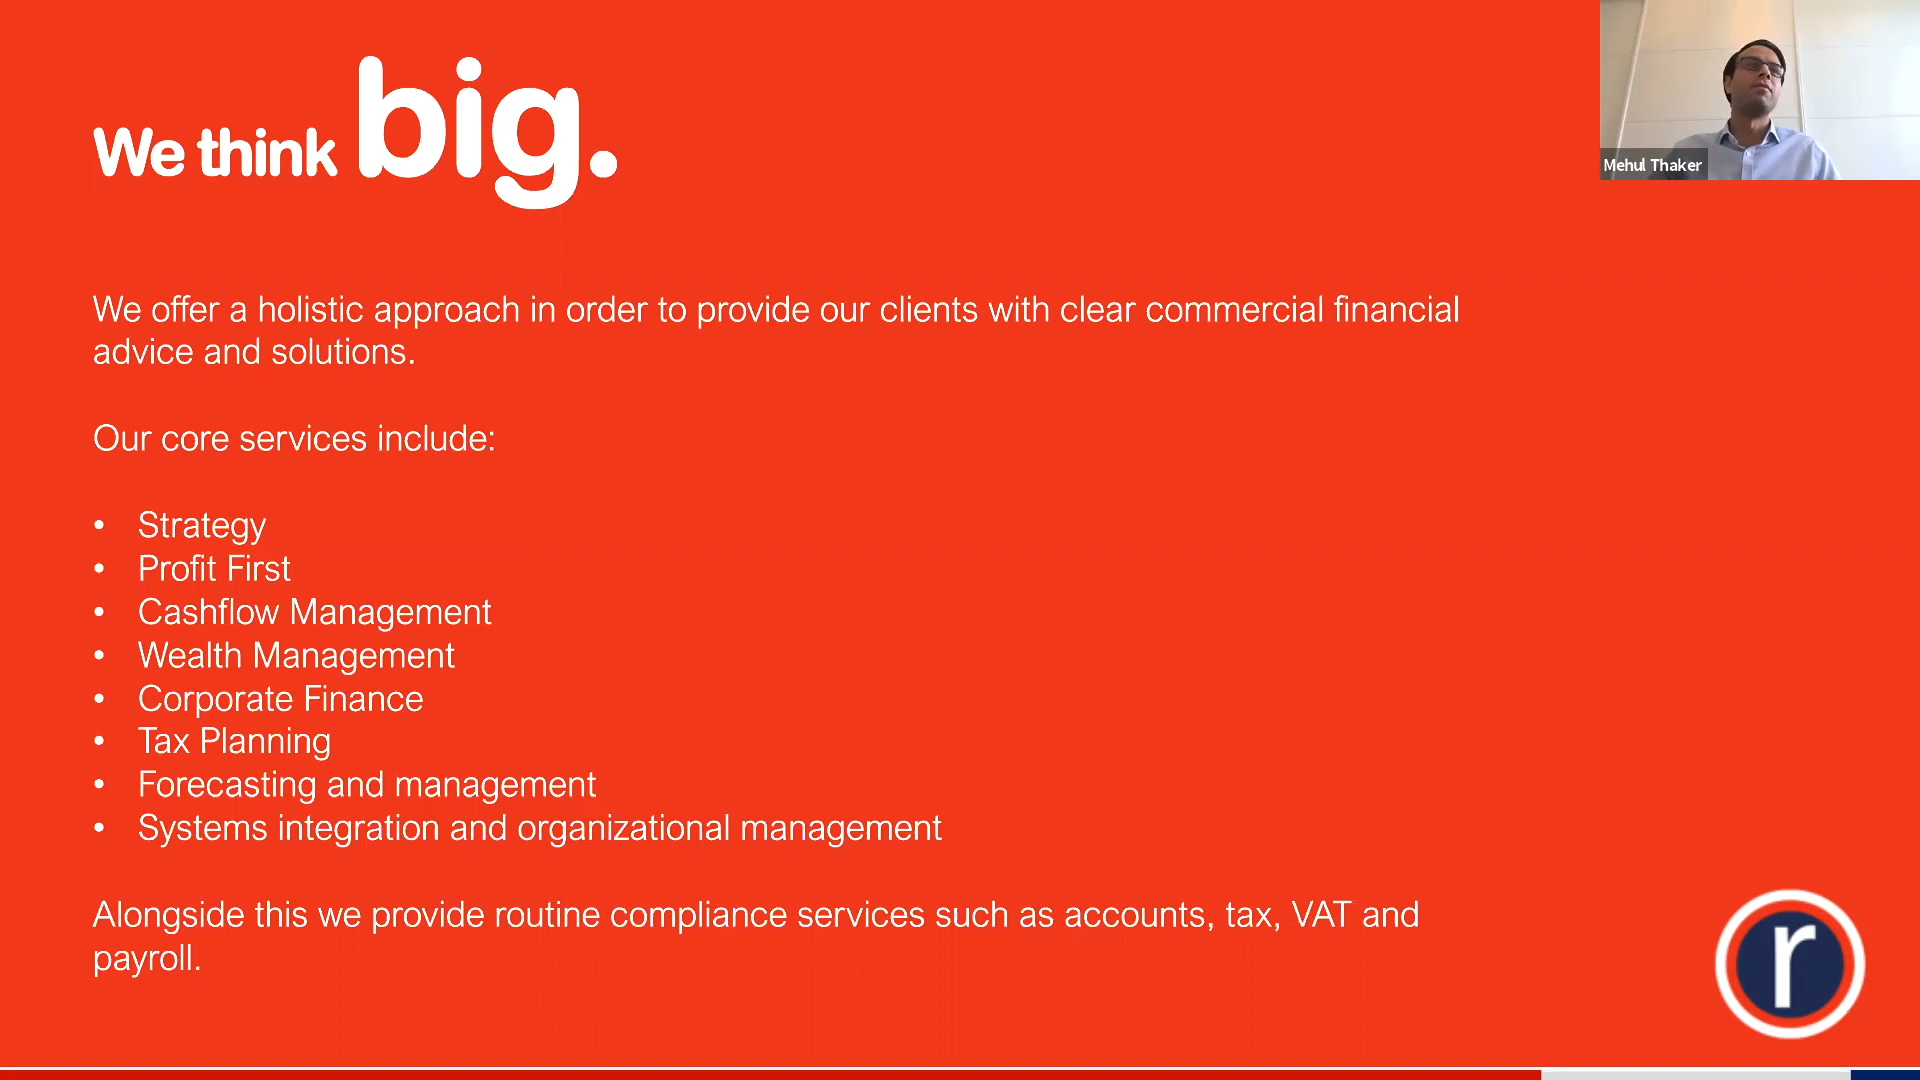 We think big.
Mehul Thaker
We offer a holistic approach in order to provide our clients with clear commercial financial
advice and solutions.
Our core services include:
• Strategy
• Profit First
• Cashflow Management
• Wealth Management
• Corporate Finance
• Tax Planning
• Forecasting and management
• Systems integration and organizational management
Alongside this we provide routine compliance services such as accounts, tax, VAT and
payroll.
r